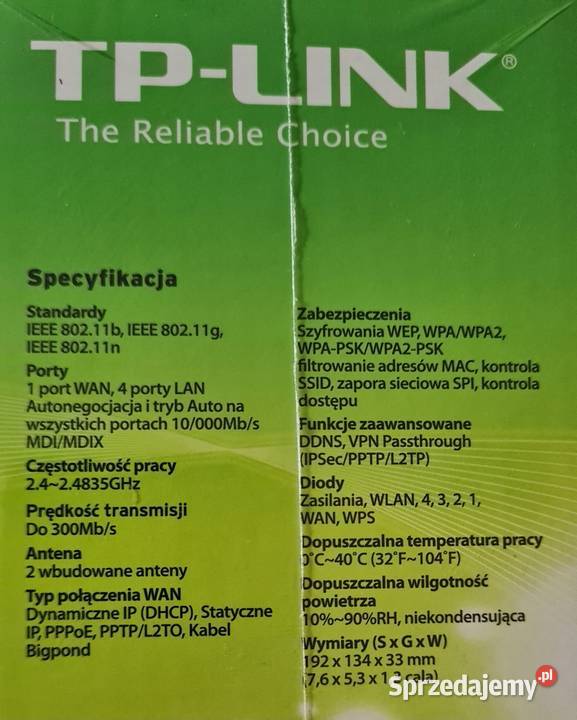 TP-LINK®
The Reliable Choice
Specyfikacja
Standardy
IEEE 802.11b, IEEE 802.11g,
IEEE 802.11n
Porty
1 port WAN, 4 porty LAN
Autonegocjacja i tryb Auto na
wszystkich portach 10/000Mb/s
MDI/MDIX
Częstotliwość pracy
2.4~2.4835GHz
Prędkość transmisji
Do 300Mb/s
Antena
2 wbudowane anteny
Typ połączenia WAN
Dynamiczne IP (DHCP), Statyczne
IP, PPPoE, PPTP/L2TO, Kabel
Bigpond
Zabezpieczenia
Szyfrowania WEP, WPA/WPA2,
WPA-PSK/WPA2-PSK
filtrowanie adresów MAC, kontrola
SSID, zapora sieciowa SPI, kontrola
dostępu
Funkcje zaawansowane
DDNS, VPN Passthrough
(IPSec/PPTP/L2TP)
Diody
Zasilania, WLAN, 4, 3, 2, 1,
WAN, WPS
Dopuszczalna temperatura pracy
0°C~40°C (32°F~104°F)
Dopuszczalna wilgotność
powietrza
10%~90%RH, niekondensująca
Wymiary (S x G x W)
192 x 134 x 33 mm
(7,6 x 5,3 x cala)
Sprzedajemy.pl